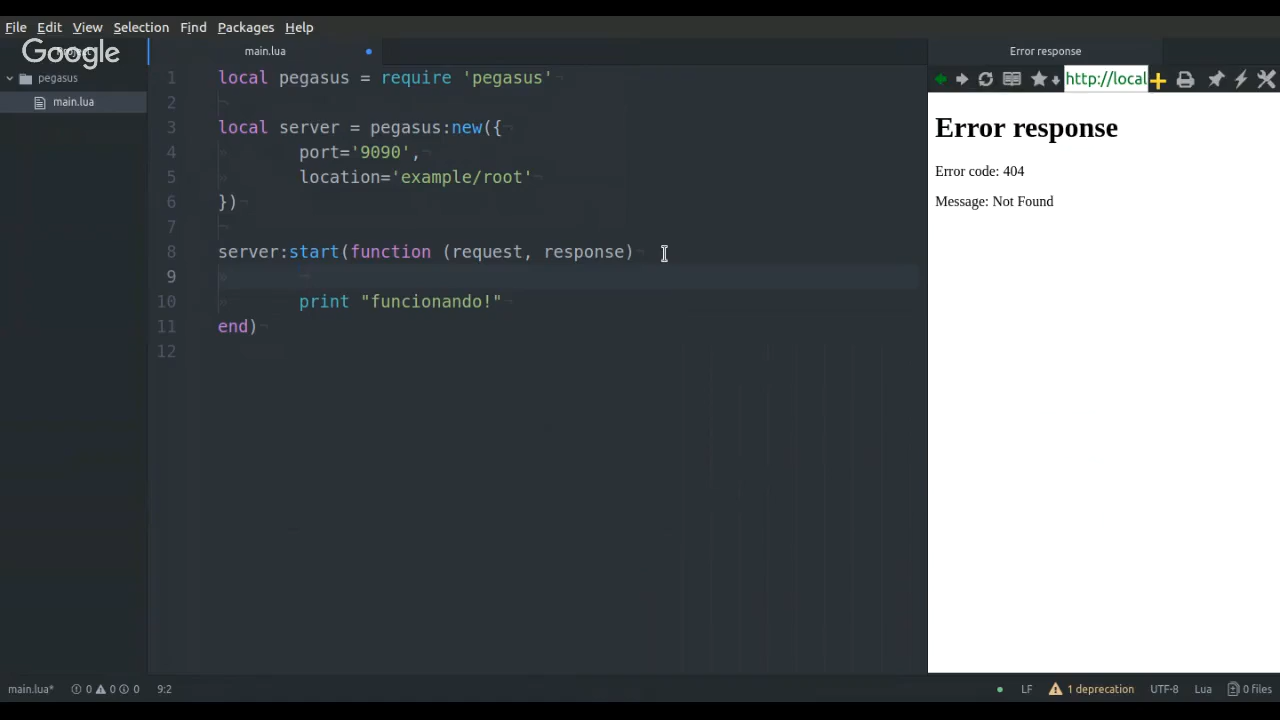 File Edit View Selection Find Packages Help
Google
main.lua
Error response
pegasus
main.lua
http://local
1 local pegasus = require 'pegasus'
2
3 local server = pegasus:new({
4 port='9090',
5 location='example/root'
6 })
7
8 server:start(function (request, response)
9
10 print "funcionando!"
11 end)
12
Error response
Error code: 404
Message: Not Found
main.lua* 0 0 0 9:2
LF 1 deprecation UTF-8 Lua 0 files